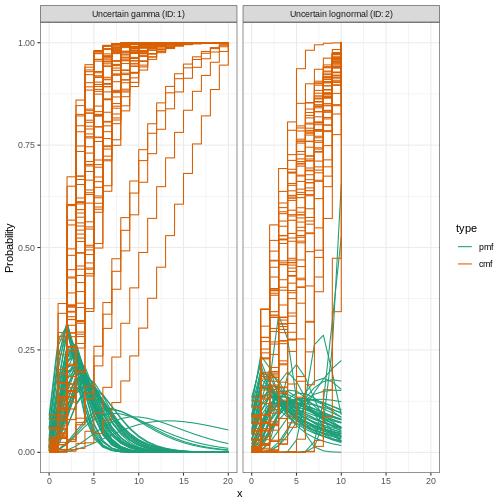 Uncertain gamma (ID: 1) Uncertain lognormal (ID: 2)
1.00
0.75
0.50
0.25
0.00
Probability
0 5 10 15 20 0 5 10 15 20
x
type
pmf
cmf